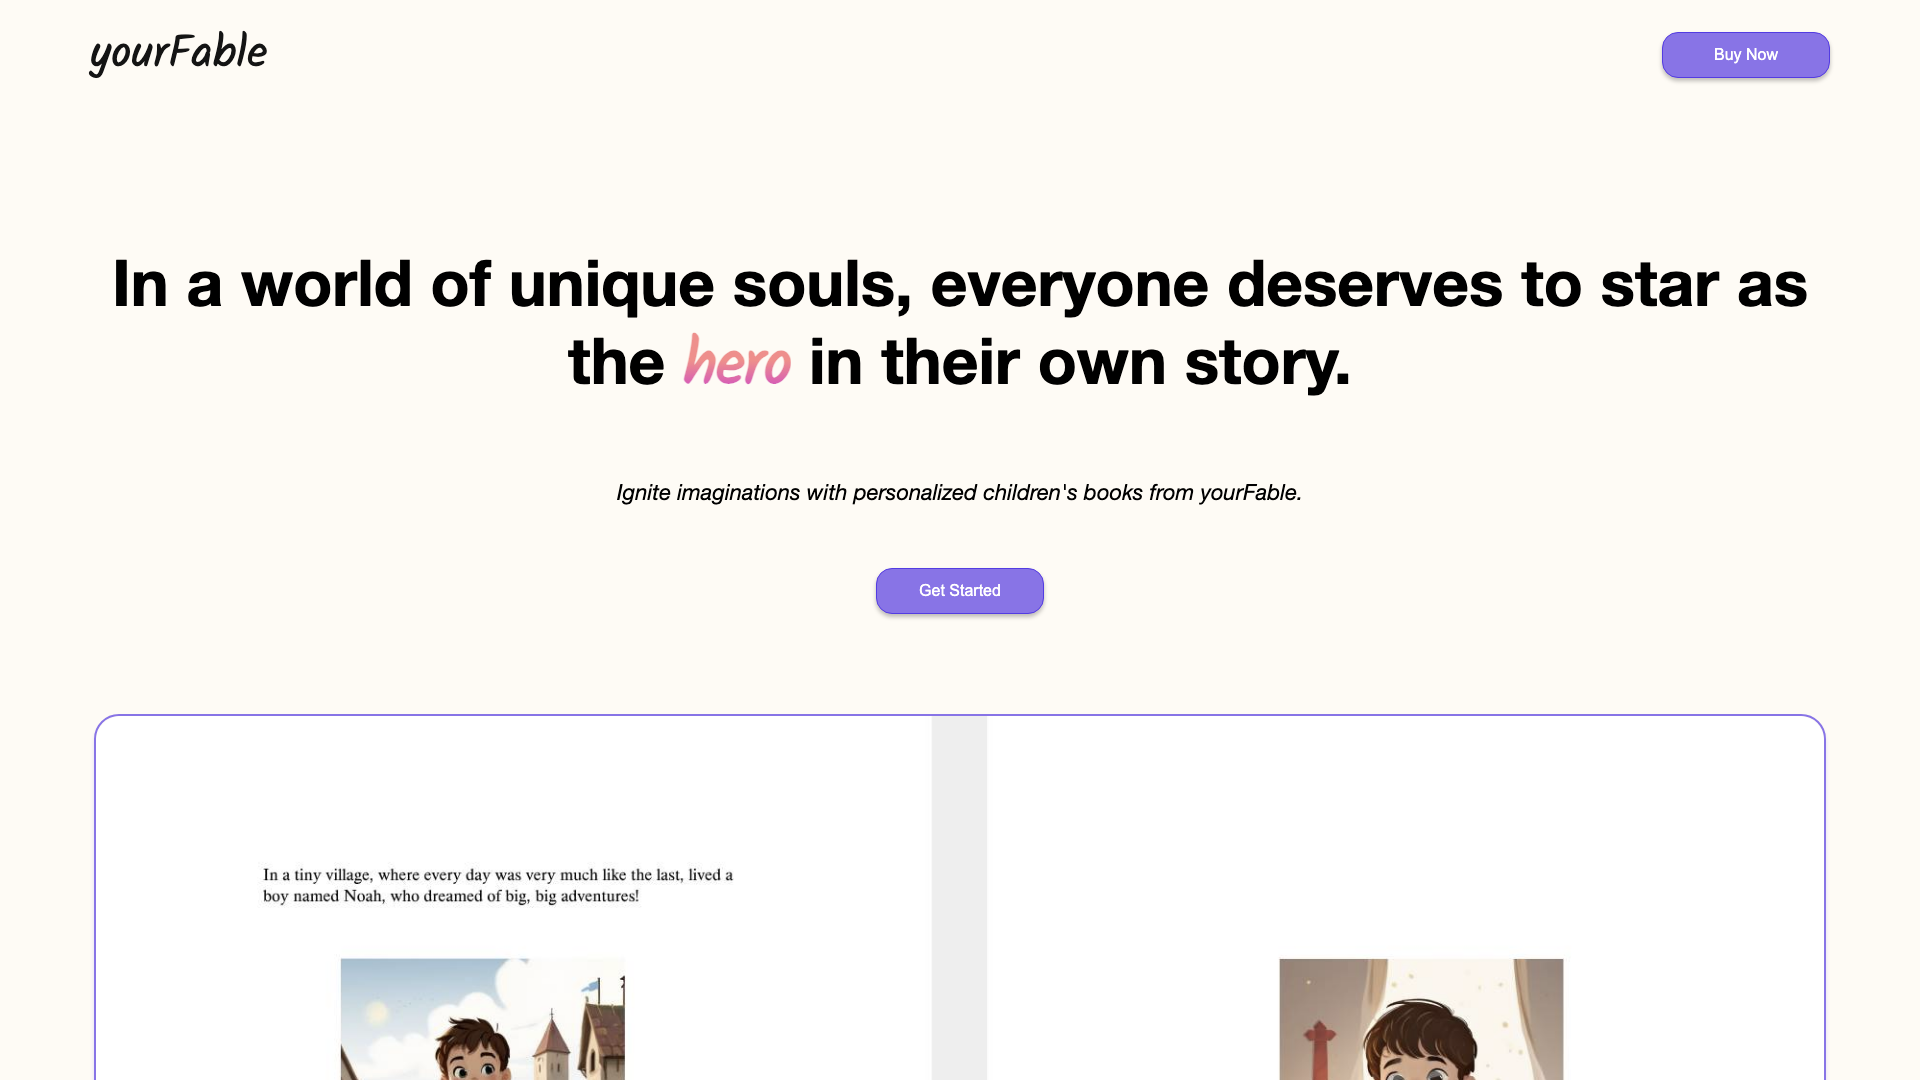 yourFable
Buy Now
In a world of unique souls, everyone deserves to star as
the hero in their own story.
Ignite imaginations with personalized children's books from yourFable.
Get Started
In a tiny village, where every day was very much like the last, lived a
boy named Noah, who dreamed of big, big adventures!